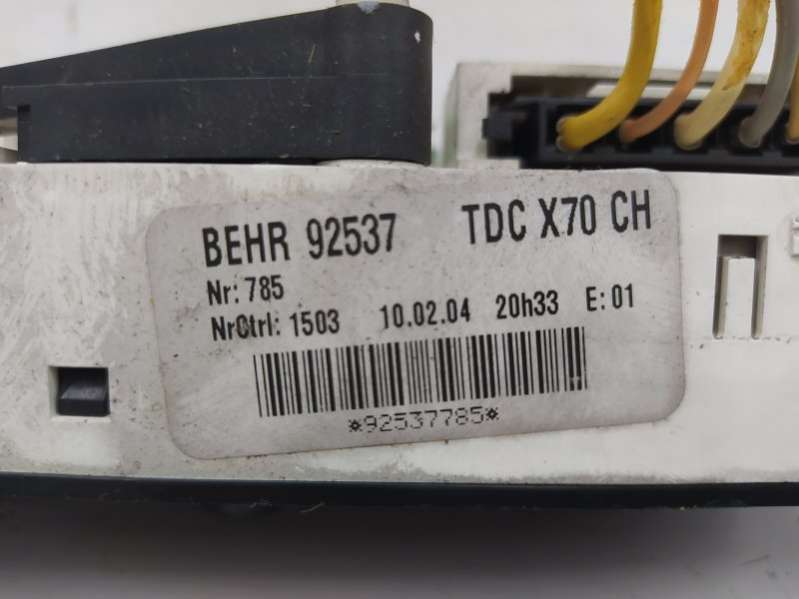 BEHR 92537 TDC X70 CH
Nr: 785
NrCtrl: 1503 10.02.04 20h33 E: 01
*92537785*